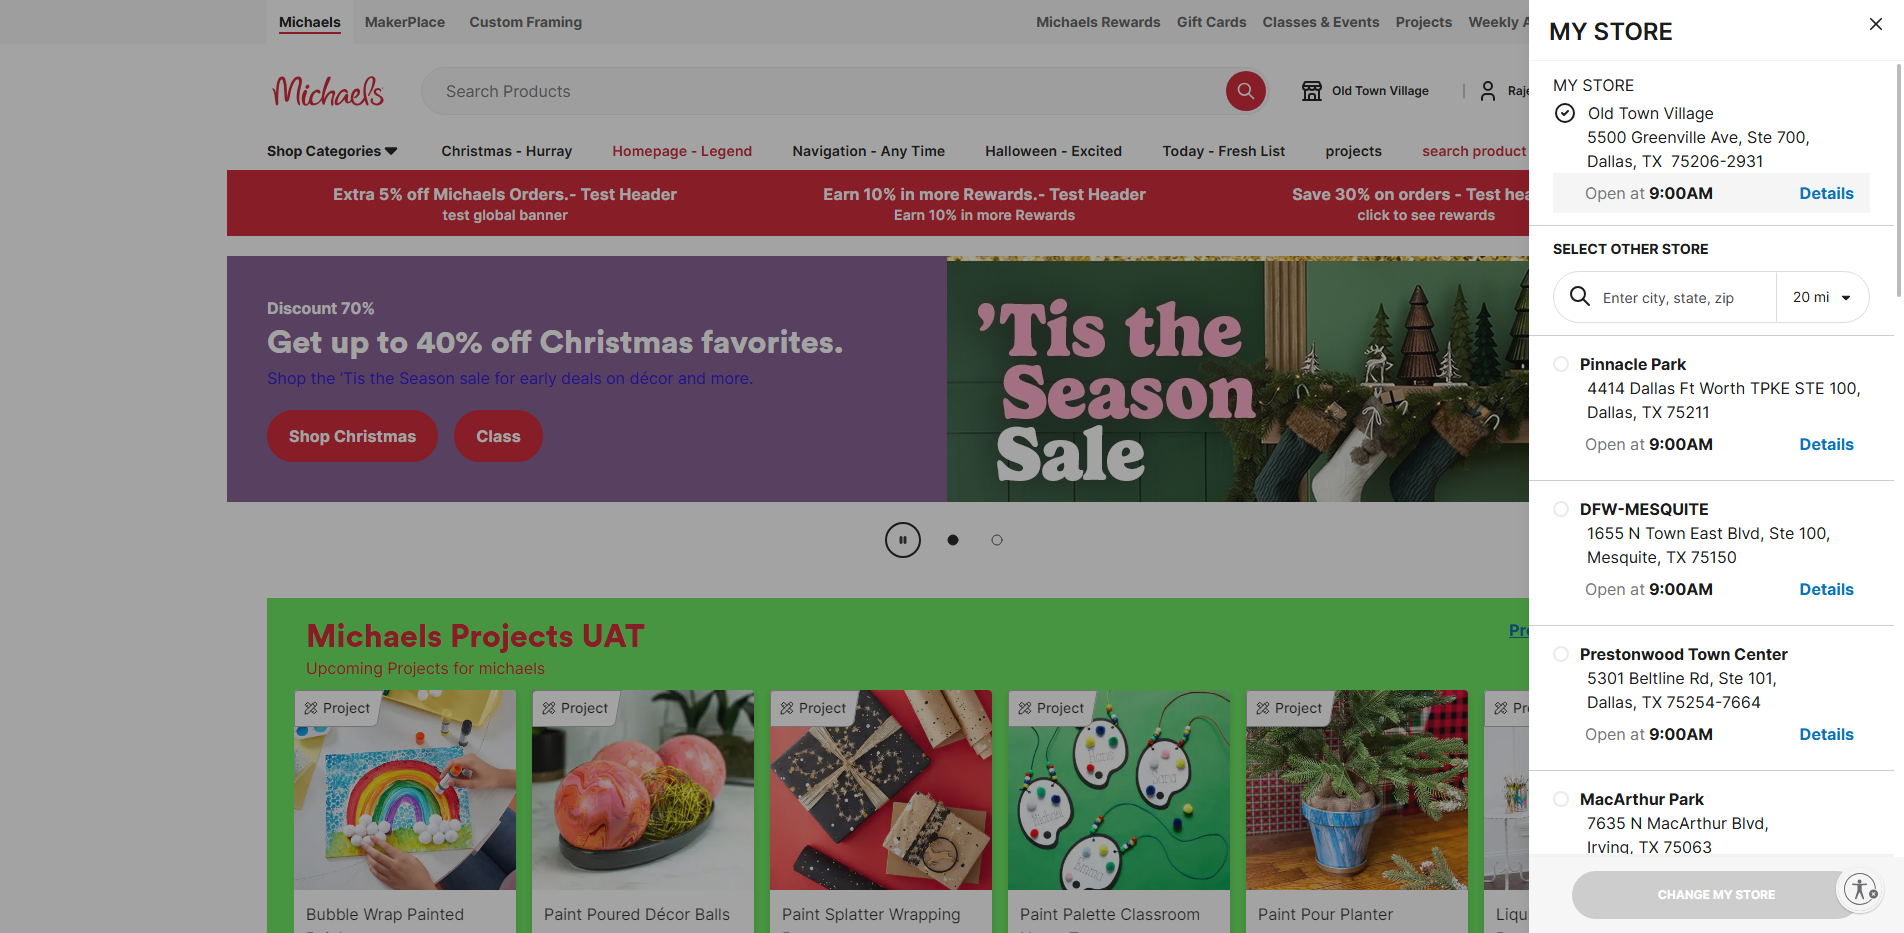 Michaels
MakerPlace
Custom Framing
Michaels Rewards
Gift Cards
Classes & Events
Projects
Weekly
Michaels
Search Products
Old Town Village
Raje
Shop Categories
Christmas - Hurray
Homepage - Legend
Navigation - Any Time
Halloween - Excited
Today - Fresh List
projects
search product
Extra 5% off Michaels Orders.- Test Header
test global banner
Earn 10% in more Rewards.- Test Header
Earn 10% in more Rewards
Save 30% on orders - Test hea
click to see rewards
Discount 70%
Get up to 40% off Christmas favorites.
Shop the 'Tis the Season sale for early deals on décor and more.
Shop Christmas
Class
’Tis the
Season
Sale
Michaels Projects UAT
Upcoming Projects for michaels
Project
Project
Project
Project
Project
Bubble Wrap Painted
Paint Poured Décor Balls
Paint Splatter Wrapping
Paint Palette Classroom
Paint Pour Planter
MY STORE
MY STORE
Old Town Village
5500 Greenville Ave, Ste 700,
Dallas, TX 75206-2931
Open at 9:00AM
Details
SELECT OTHER STORE
Enter city, state, zip
20 mi
Pinnacle Park
4414 Dallas Ft Worth TPKE STE 100,
Dallas, TX 75211
Open at 9:00AM
Details
DFW-MESQUITE
1655 N Town East Blvd, Ste 100,
Mesquite, TX 75150
Open at 9:00AM
Details
Prestonwood Town Center
5301 Beltline Rd, Ste 101,
Dallas, TX 75254-7664
Open at 9:00AM
Details
MacArthur Park
7635 N MacArthur Blvd,
Irving, TX 75063
CHANGE MY STORE